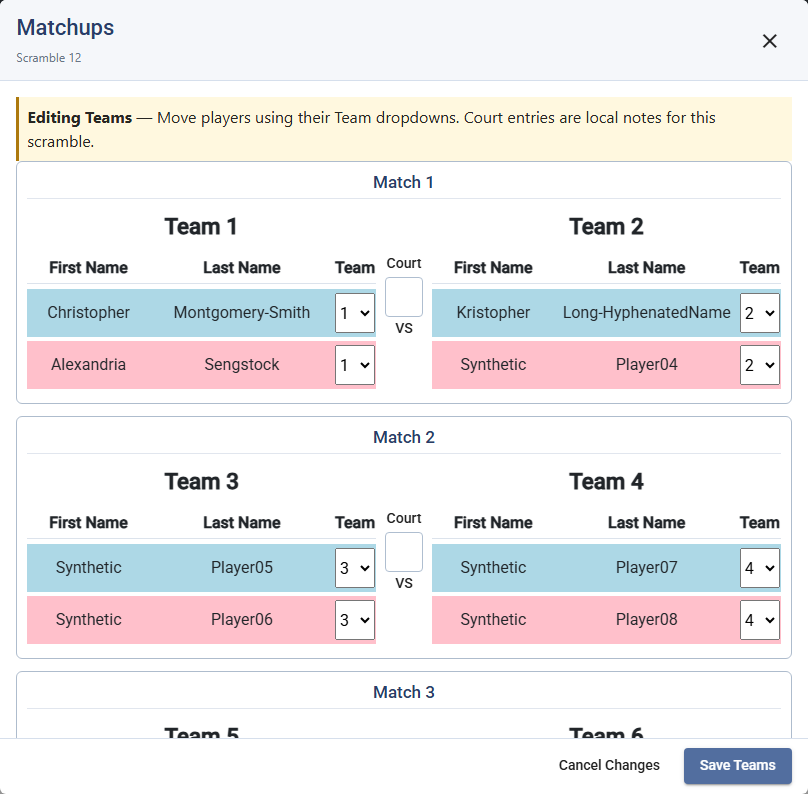 Matchups
Scramble 12
Editing Teams — Move players using their Team dropdowns. Court entries are local notes for this
scramble.
Match 1
Team 1
Team 2
First Name Last Name Team Court First Name Last Name Team
Christopher Montgomery-Smith 1 Kristopher Long-HyphenatedName 2
VS
Alexandria Sengstock 1 Synthetic Player04 2
Match 2
Team 3
Team 4
First Name Last Name Team Court First Name Last Name Team
Synthetic Player05 3 Synthetic Player07 4
VS
Synthetic Player06 3 Synthetic Player08 4
Match 3
Team 5
Team 6
Cancel Changes
Save Teams